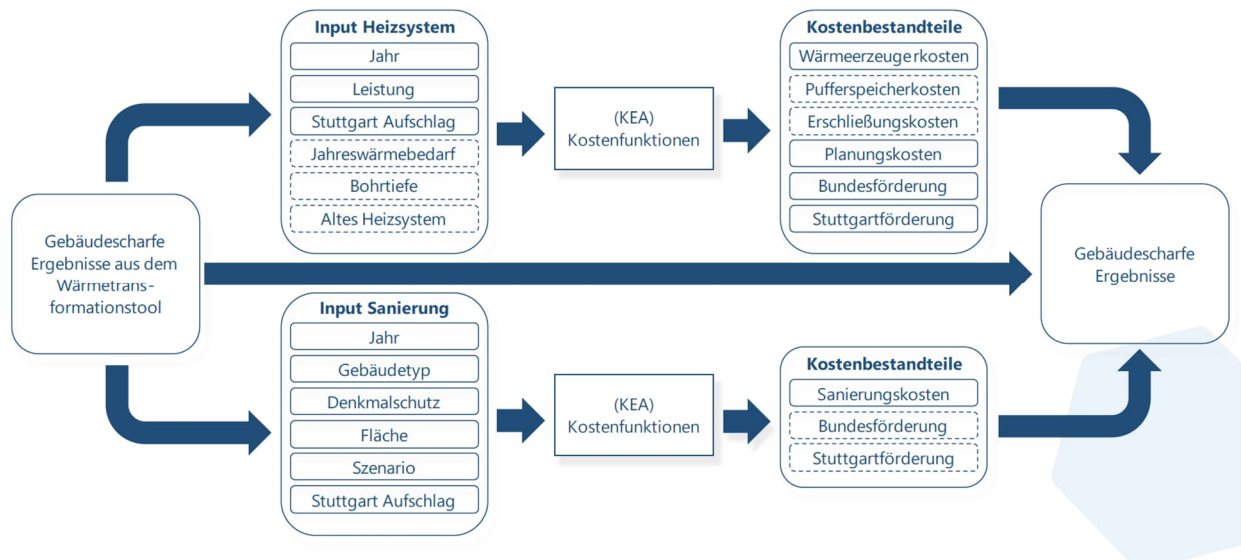 Gebäudescharfe
Ergebnisse aus dem
Wärmetrans-
formationstool
Input Heizsystem
Jahr
Leistung
Stuttgart Aufschlag
Jahreswärmebedarf
Bohrtiefe
Altes Heizsystem
(KEA)
Kostenfunktionen
Kostenbestandteile
Wärmeerzeugerkosten
Pufferspeicherkosten
Erschließungskosten
Planungskosten
Bundesförderung
Stuttgartförderung
Input Sanierung
Jahr
Gebäudetyp
Denkmalschutz
Fläche
Szenario
Stuttgart Aufschlag
(KEA)
Kostenfunktionen
Kostenbestandteile
Sanierungskosten
Bundesförderung
Stuttgartförderung
Gebäudescharfe
Ergebnisse